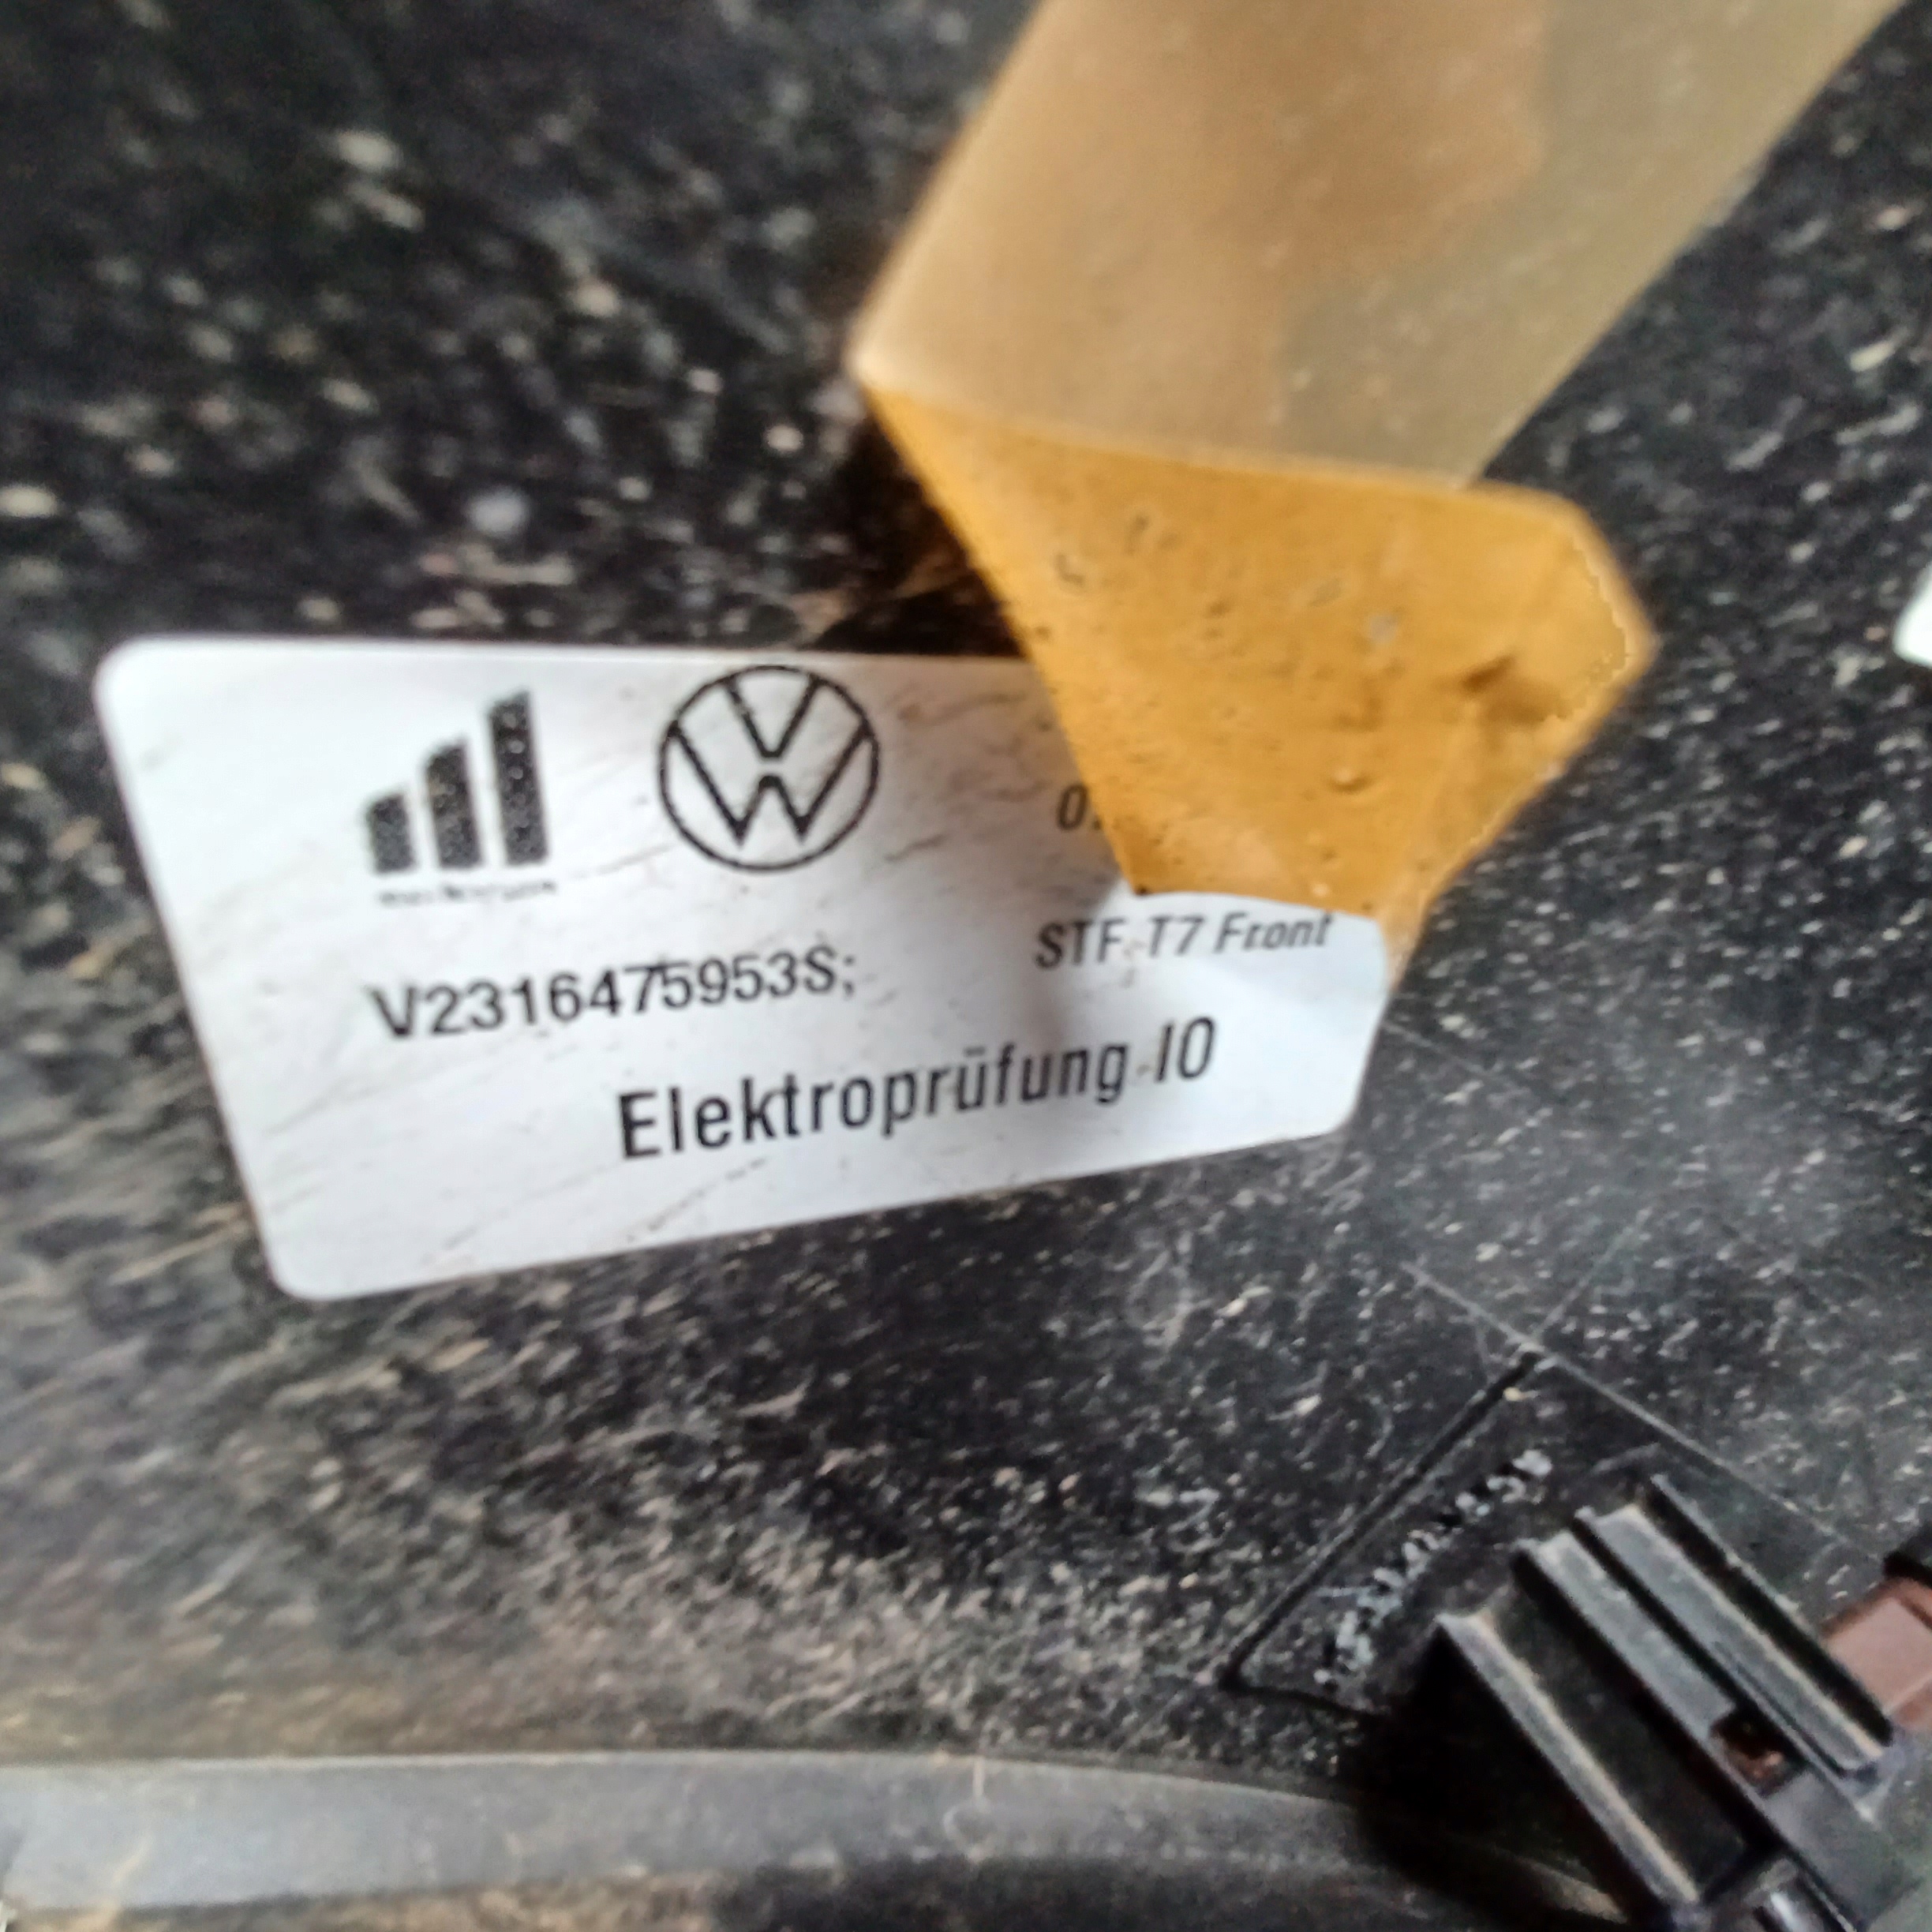 V2316475953S;
STF T7 Front
Elektroprüfung IO